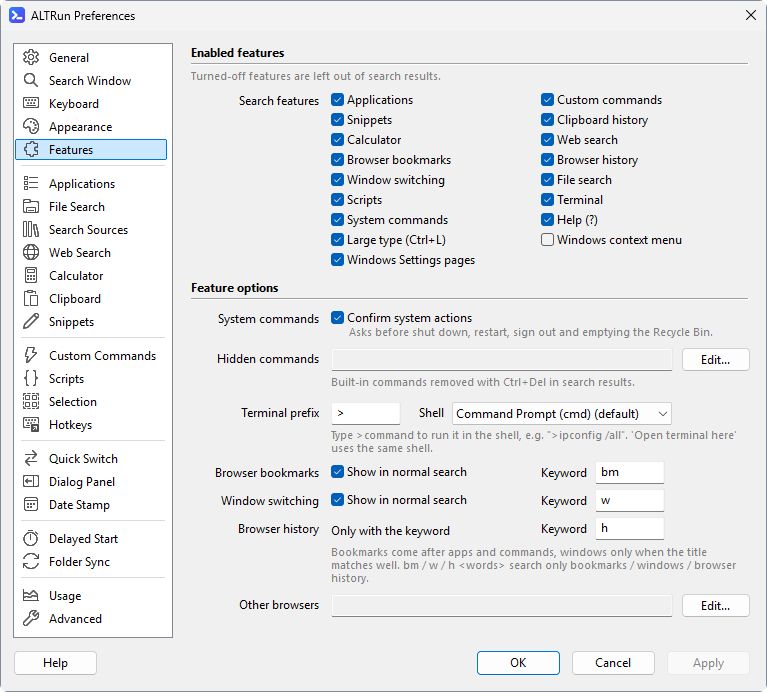 ALTRun Preferences
General
Search Window
Keyboard
Appearance
Features
Applications
File Search
Search Sources
Web Search
Calculator
Clipboard
Snippets
Custom Commands
Scripts
Selection
Hotkeys
Quick Switch
Dialog Panel
Date Stamp
Delayed Start
Folder Sync
Usage
Advanced
Enabled features
Turned-off features are left out of search results.
Search features
Applications
Custom commands
Snippets
Clipboard history
Calculator
Web search
Browser bookmarks
Browser history
Window switching
File search
Scripts
Terminal
System commands
Help (?)
Large type (Ctrl+L)
Windows context menu
Windows Settings pages
Feature options
System commands
Confirm system actions
Asks before shut down, restart, sign out and emptying the Recycle Bin.
Hidden commands
Edit...
Built-in commands removed with Ctrl+Del in search results.
Terminal prefix
>
Shell
Command Prompt (cmd) (default)
Type >command to run it in the shell, e.g. ">ipconfig /all". 'Open terminal here'
uses the same shell.
Browser bookmarks
Show in normal search
Keyword
bm
Window switching
Show in normal search
Keyword
w
Browser history
Only with the keyword
Keyword
h
Bookmarks come after apps and commands, windows only when the title
matches well. bm / w / h <words> search only bookmarks / windows / browser
history.
Other browsers
Edit...
Help
OK
Cancel
Apply